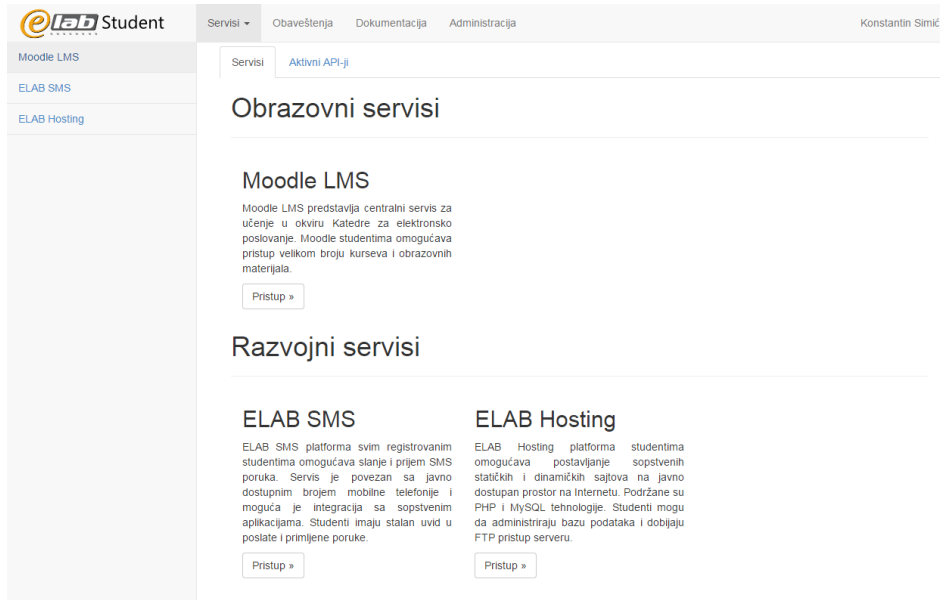 elab Student
Servisi Obaveštenja Dokumentacija Administracija Konstantin Simić
Moodle LMS
ELAB SMS
ELAB Hosting
Servisi Aktivni API-ji
Obrazovni servisi
Moodle LMS
Moodle LMS predstavlja centralni servis za
učenje u okviru Katedre za elektronsko
poslovanje. Moodle studentima omogućava
pristup velikom broju kurseva i obrazovnih
materijala.
Pristup »
Razvojni servisi
ELAB SMS
ELAB SMS platforma svim registrovanim
studentima omogućava slanje i prijem SMS
poruka. Servis je povezan sa javno
dostupnim brojem mobilne telefonije i
moguća je integracija sa sopstvenim
aplikacijama. Studenti imaju stalan uvid u
poslate i primljene poruke.
Pristup »
ELAB Hosting
ELAB Hosting platforma studentima
omogućava postavljanje sopstvenih
statičkih i dinamičkih sajtova na javno
dostupan prostor na Internetu. Podržane su
PHP i MySQL tehnologije. Studenti mogu
da administriraju bazu podataka i dobijaju
FTP pristup serveru.
Pristup »